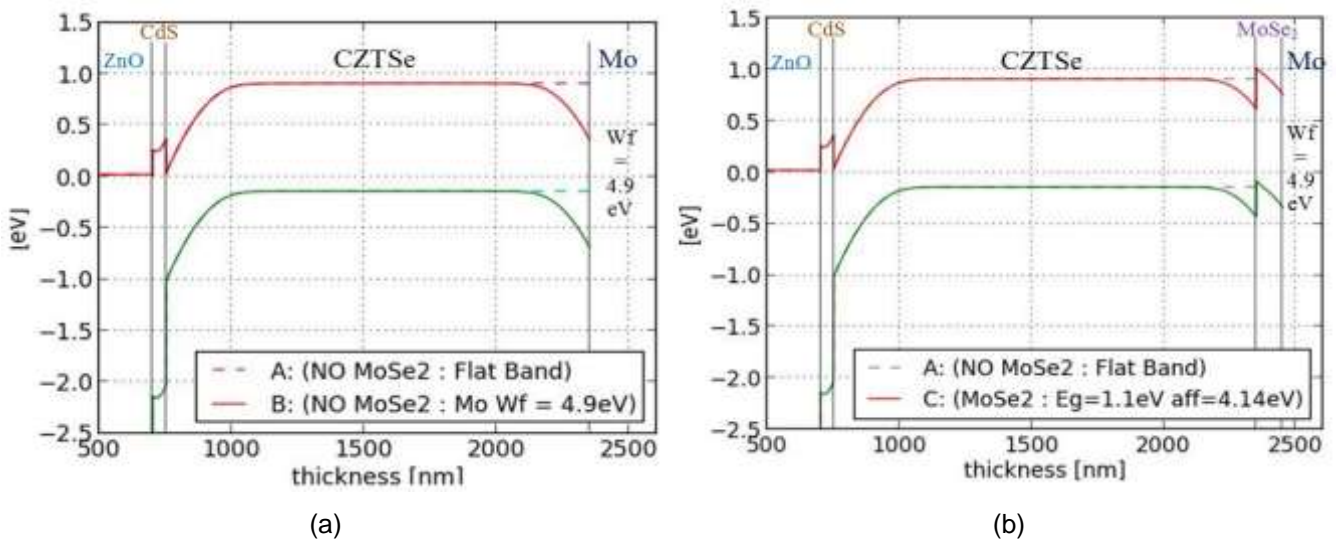 1.5
CdS
ZnO
CZTSe
Mo
1.0
0.5
0.0
−0.5
−1.0
−1.5
−2.0
−2.5
[eV]
Wf
=
4.9
eV
A: (NO MoSe2 : Flat Band)
B: (NO MoSe2 : Mo Wf = 4.9eV)
500 1000 1500 2000 2500
thickness [nm]
(a)
1.5
CdS
MoSe2
ZnO
CZTSe
Mo
1.0
0.5
0.0
−0.5
−1.0
−1.5
−2.0
−2.5
[eV]
Wf
=
4.9
eV
A: (NO MoSe2 : Flat Band)
C: (MoSe2 : Eg=1.1eV aff=4.14eV)
500 1000 1500 2000 2500
thickness [nm]
(b)